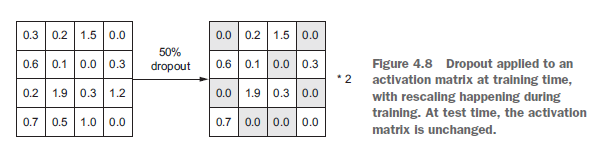 0.3 0.2 1.5 0.0
0.6 0.1 0.0 0.3
0.2 1.9 0.3 1.2
0.7 0.5 1.0 0.0
50%
dropout
0.0 0.2 1.5 0.0
0.6 0.1 0.0 0.3
0.0 1.9 0.3 0.0
0.7 0.0 0.0 0.0
* 2
Figure 4.8 Dropout applied to an
activation matrix at training time,
with rescaling happening during
training. At test time, the activation
matrix is unchanged.